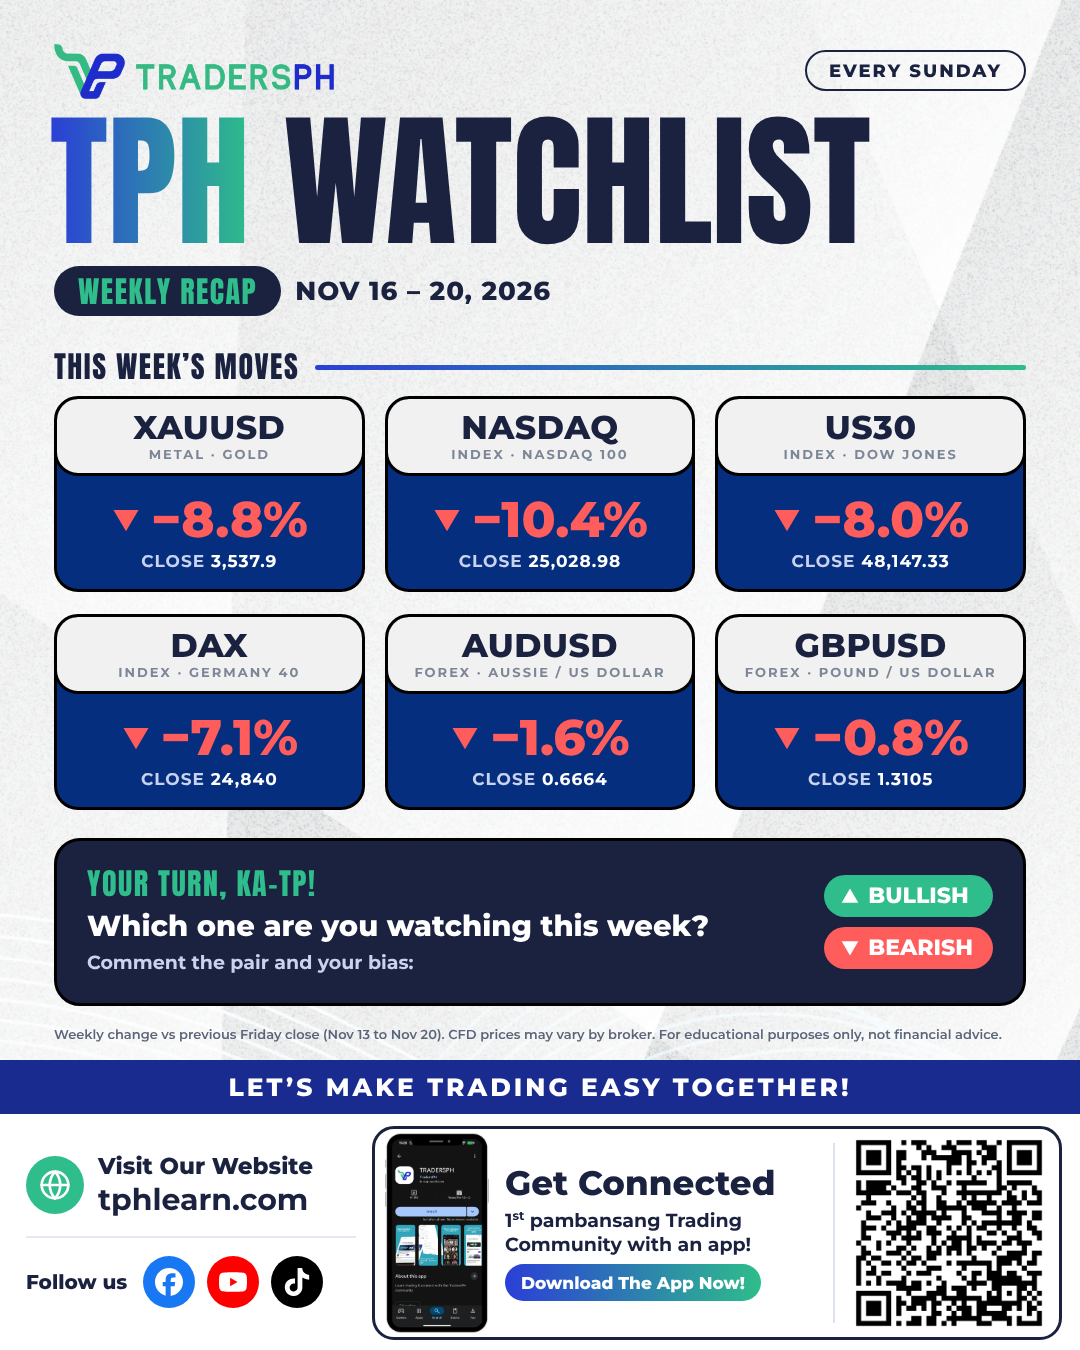 TRADERSPH
EVERY SUNDAY
TPH WATCHLIST
WEEKLY RECAP
NOV 16 – 20, 2026
THIS WEEK’S MOVES
XAUUSD
METAL · GOLD
▼ −8.8%
CLOSE 3,537.9
NASDAQ
INDEX · NASDAQ 100
▼ −10.4%
CLOSE 25,028.98
US30
INDEX · DOW JONES
▼ −8.0%
CLOSE 48,147.33
DAX
INDEX · GERMANY 40
▼ −7.1%
CLOSE 24,840
AUDUSD
FOREX · AUSSIE / US DOLLAR
▼ −1.6%
CLOSE 0.6664
GBPUSD
FOREX · POUND / US DOLLAR
▼ −0.8%
CLOSE 1.3105
YOUR TURN, KA-TP!
Which one are you watching this week?
Comment the pair and your bias:
▲ BULLISH
▼ BEARISH
Weekly change vs previous Friday close (Nov 13 to Nov 20). CFD prices may vary by broker. For educational purposes only, not financial advice.
LET’S MAKE TRADING EASY TOGETHER!
Visit Our Website
tphlearn.com
Follow us
TRADERSPH
About this app
Get Connected
1st pambansang Trading
Community with an app!
Download The App Now!